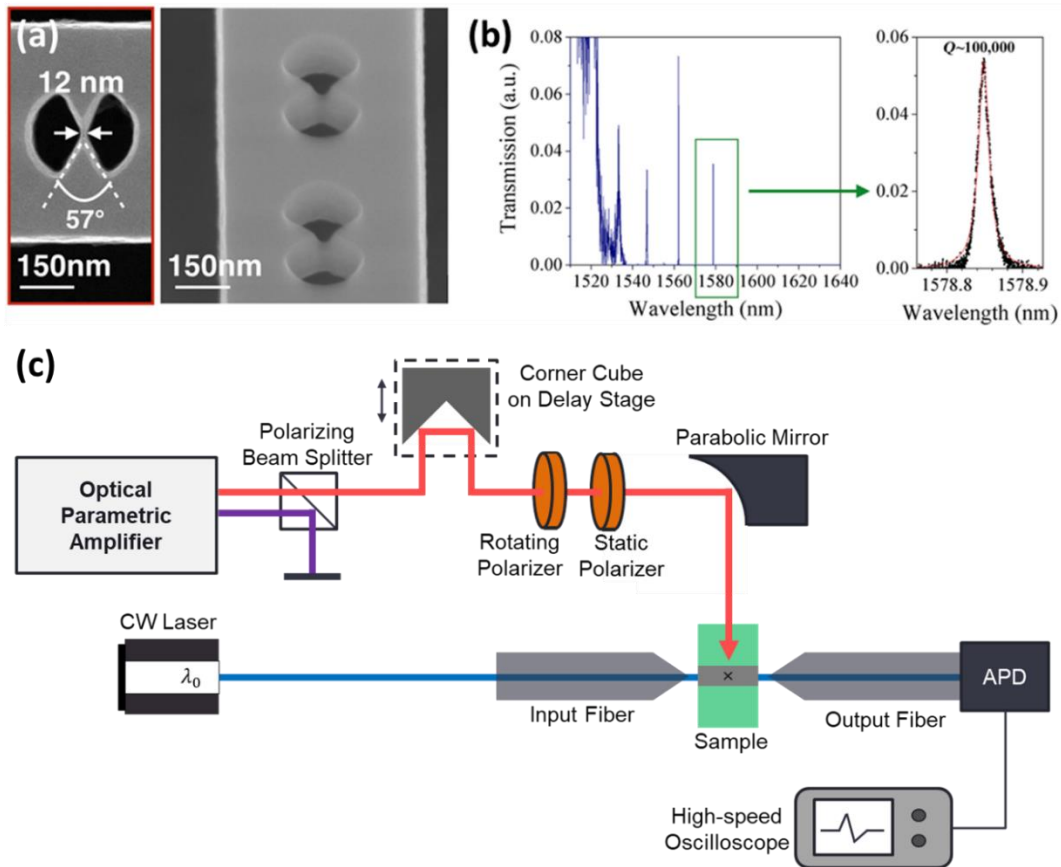 (a)
12 nm
57°
150nm
150nm
(b)
Transmission (a.u.)
0.08
0.06
0.04
0.02
0.00
1520 1540 1560 1580 1600 1620 1640
Wavelength (nm)
Q~100,000
0.06
0.04
0.02
0.00
1578.8 1578.9
Wavelength (nm)
(c)
Corner Cube
on Delay Stage
Polarizing
Beam Splitter
Parabolic Mirror
Optical
Parametric
Amplifier
Rotating
Polarizer
Static
Polarizer
CW Laser
λ0
Input Fiber
Sample
Output Fiber
APD
High-speed
Oscilloscope